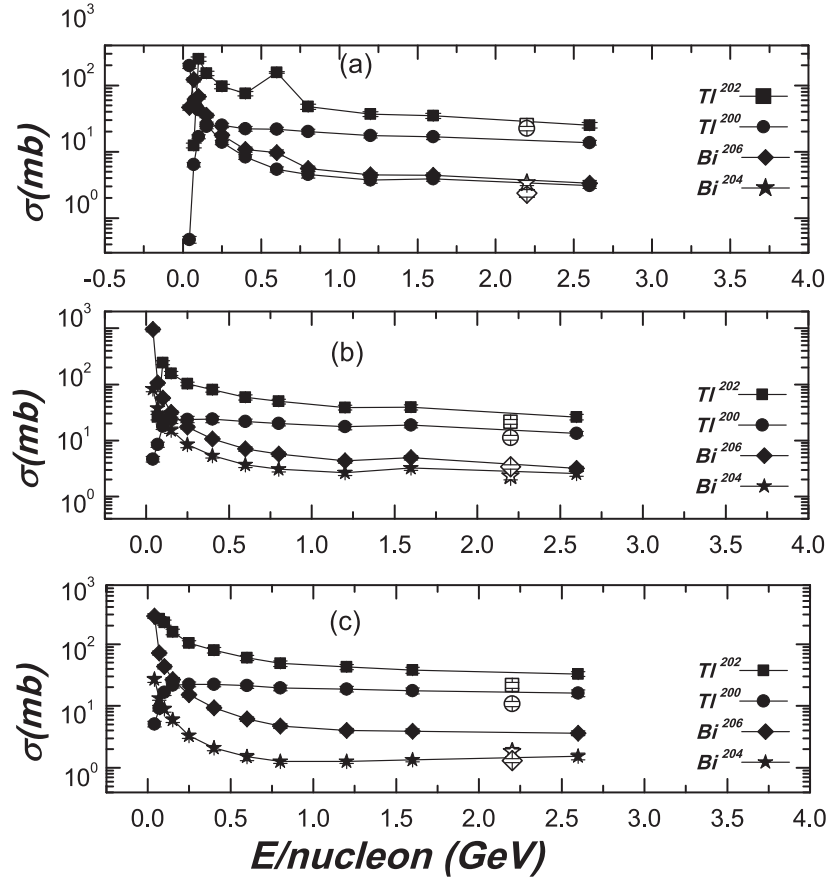 10³
(a)
10²
10¹
10⁰
σ(mb)
Tl²⁰²
Tl²⁰⁰
Bi²⁰⁶
Bi²⁰⁴
-0.5 0.0 0.5 1.0 1.5 2.0 2.5 3.0 3.5 4.0
(b)
10³
10²
10¹
10⁰
σ(mb)
Tl²⁰²
Tl²⁰⁰
Bi²⁰⁶
Bi²⁰⁴
0.0 0.5 1.0 1.5 2.0 2.5 3.0 3.5 4.0
(c)
10³
10²
10¹
10⁰
σ(mb)
Tl²⁰²
Tl²⁰⁰
Bi²⁰⁶
Bi²⁰⁴
0.0 0.5 1.0 1.5 2.0 2.5 3.0 3.5 4.0
E/nucleon (GeV)